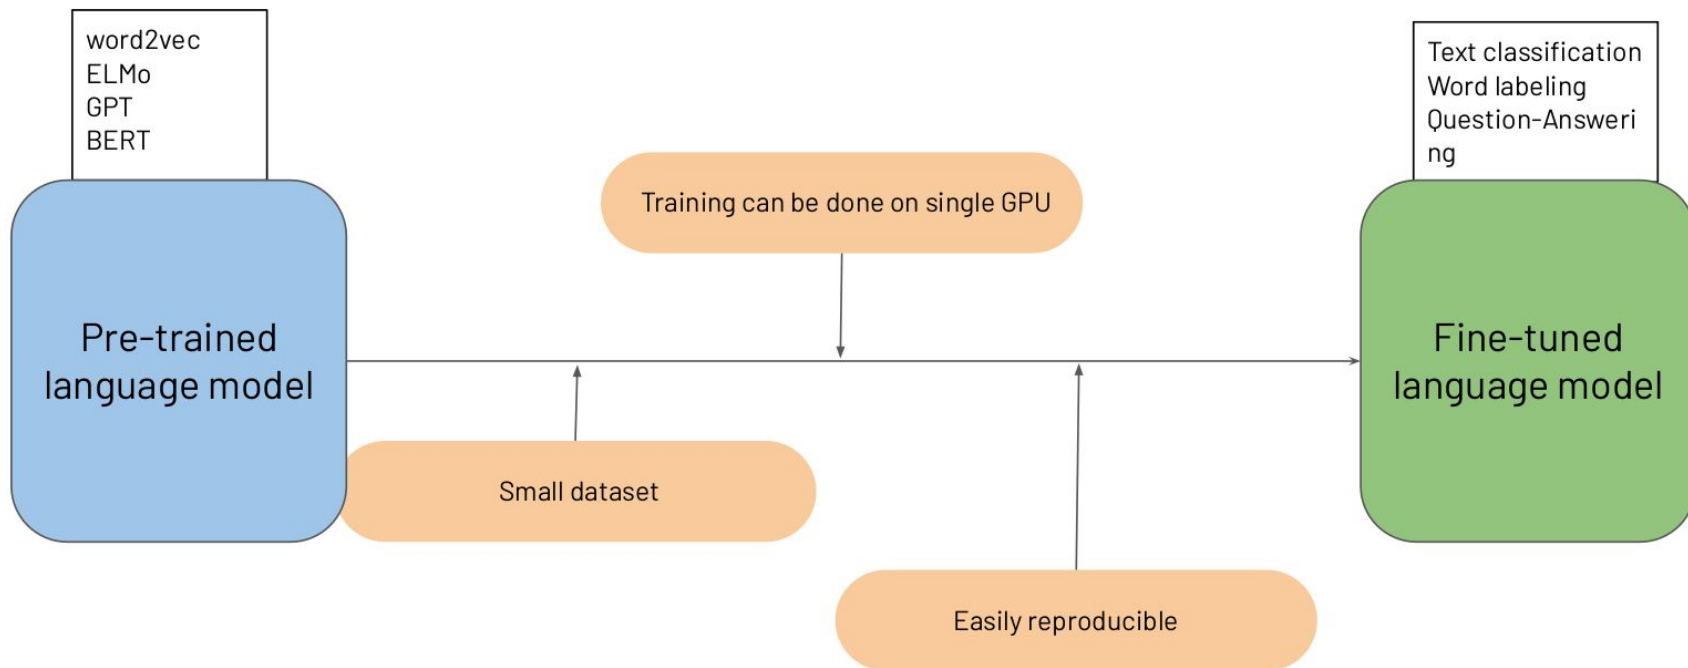 word2vec
ELMo
GPT
BERT
Text classification
Word labeling
Question-Answeri
ng
Training can be done on single GPU
Pre-trained
language model
Fine-tuned
language model
Small dataset
Easily reproducible